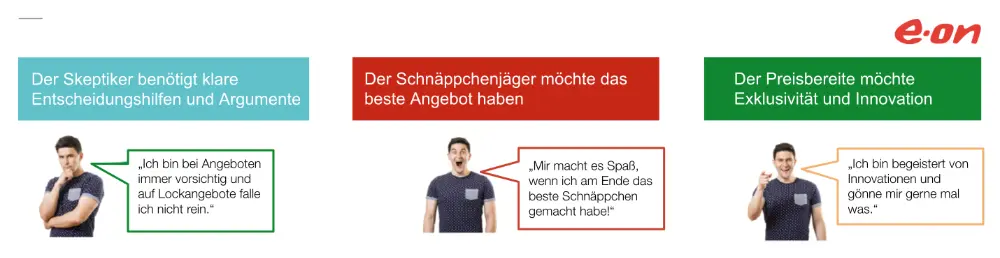 e·on
Der Skeptiker benötigt klare
Entscheidungshilfen und Argumente
Der Schnäppchenjäger möchte das
beste Angebot haben
Der Preisbereite möchte
Exklusivität und Innovation
„Ich bin bei Angeboten
immer vorsichtig und
auf Lockangebote falle
ich nicht rein.“
„Mir macht es Spaß,
wenn ich am Ende das
beste Schnäppchen
gemacht habe!“
„Ich bin begeistert von
Innovationen und
gönne mir gerne mal
was.“